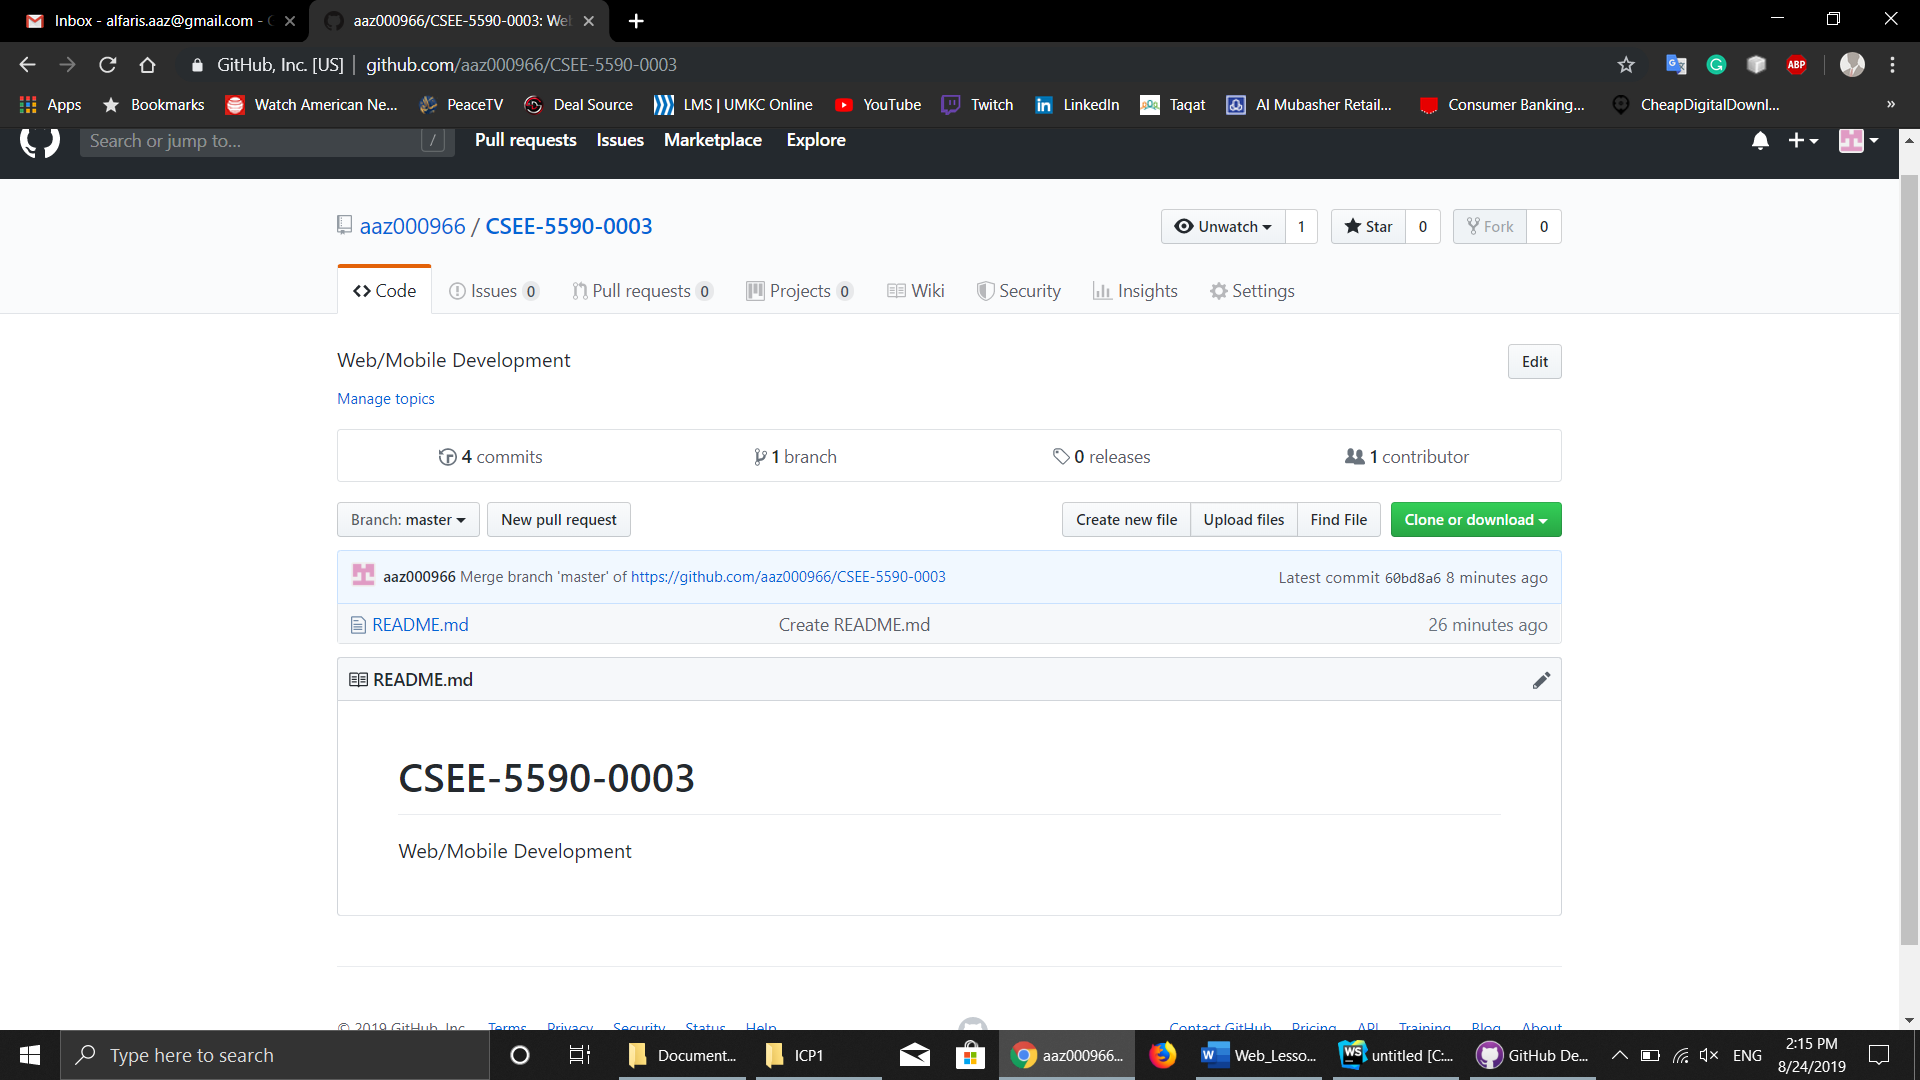 Inbox - alfaris.aaz@gmail.com -
aaz000966/CSEE-5590-0003: We
GitHub, Inc. [US] | github.com/aaz000966/CSEE-5590-0003
ABP
Apps Bookmarks Watch American Ne... PeaceTV Deal Source LMS | UMKC Online YouTube Twitch LinkedIn Taqat Al Mubasher Retail... Consumer Banking,... CheapDigitalDownl... »
Search or jump to... / Pull requests Issues Marketplace Explore
aaz000966 / CSEE-5590-0003
Unwatch 1 Star 0 Fork 0
Code Issues 0 Pull requests 0 Projects 0 Wiki Security Insights Settings
Web/Mobile Development
Edit
Manage topics
4 commits 1 branch 0 releases 1 contributor
Branch: master New pull request Create new file Upload files Find File Clone or download
aaz000966 Merge branch 'master' of https://github.com/aaz000966/CSEE-5590-0003 Latest commit 60bd8a6 8 minutes ago
README.md Create README.md 26 minutes ago
README.md
CSEE-5590-0003
Web/Mobile Development
© 2019 GitHub, Inc. Terms Privacy Security Status Help Contact GitHub Pricing API Training Blog About
Type here to search Document... ICP1 aaz000966... Web_Lesso... untitled [C:... GitHub De... ENG
2:15 PM
8/24/2019